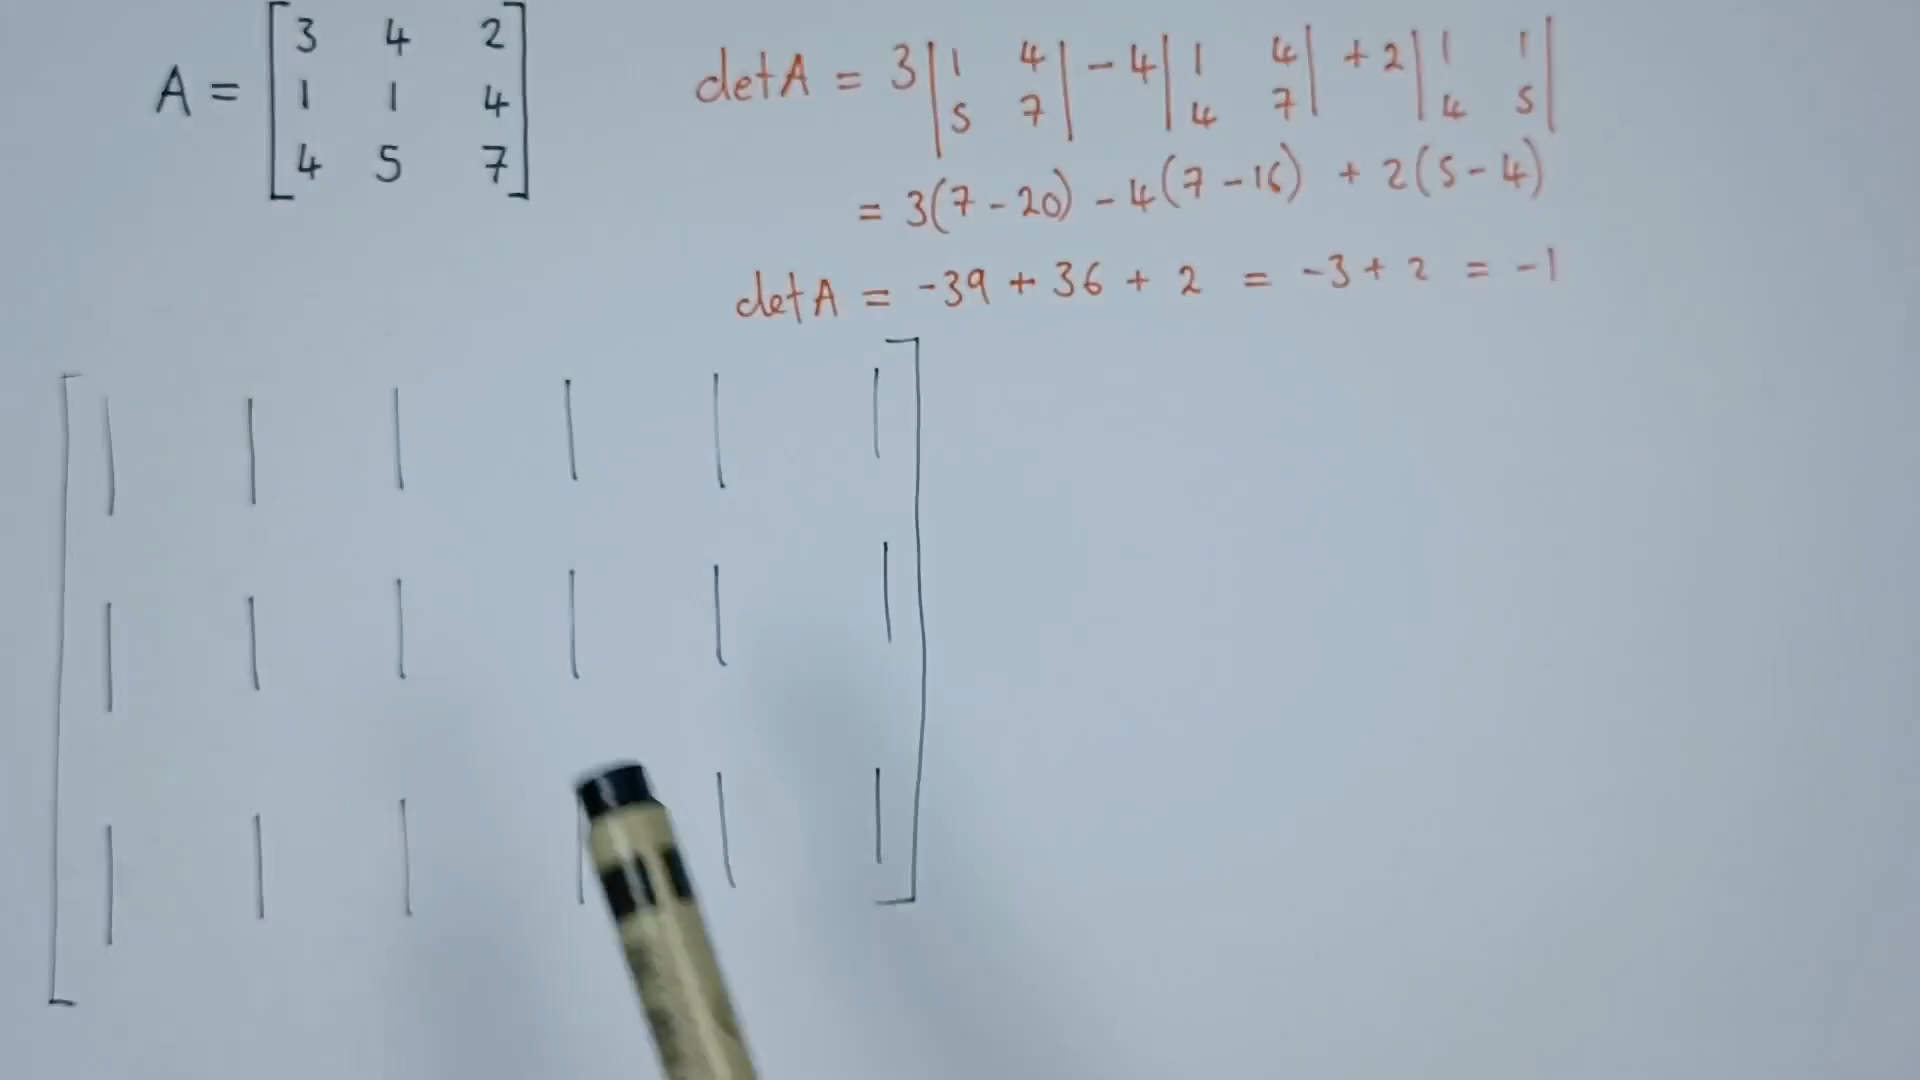 A = [3 4 2
1 1 4
4 5 7]
detA = 3|1 4
5 7| - 4|1 4
4 7| + 2|1 1
4 5|
= 3(7 - 20) - 4(7 - 16) + 2(5 - 4)
detA = -39 + 36 + 2 = -3 + 2 = -1